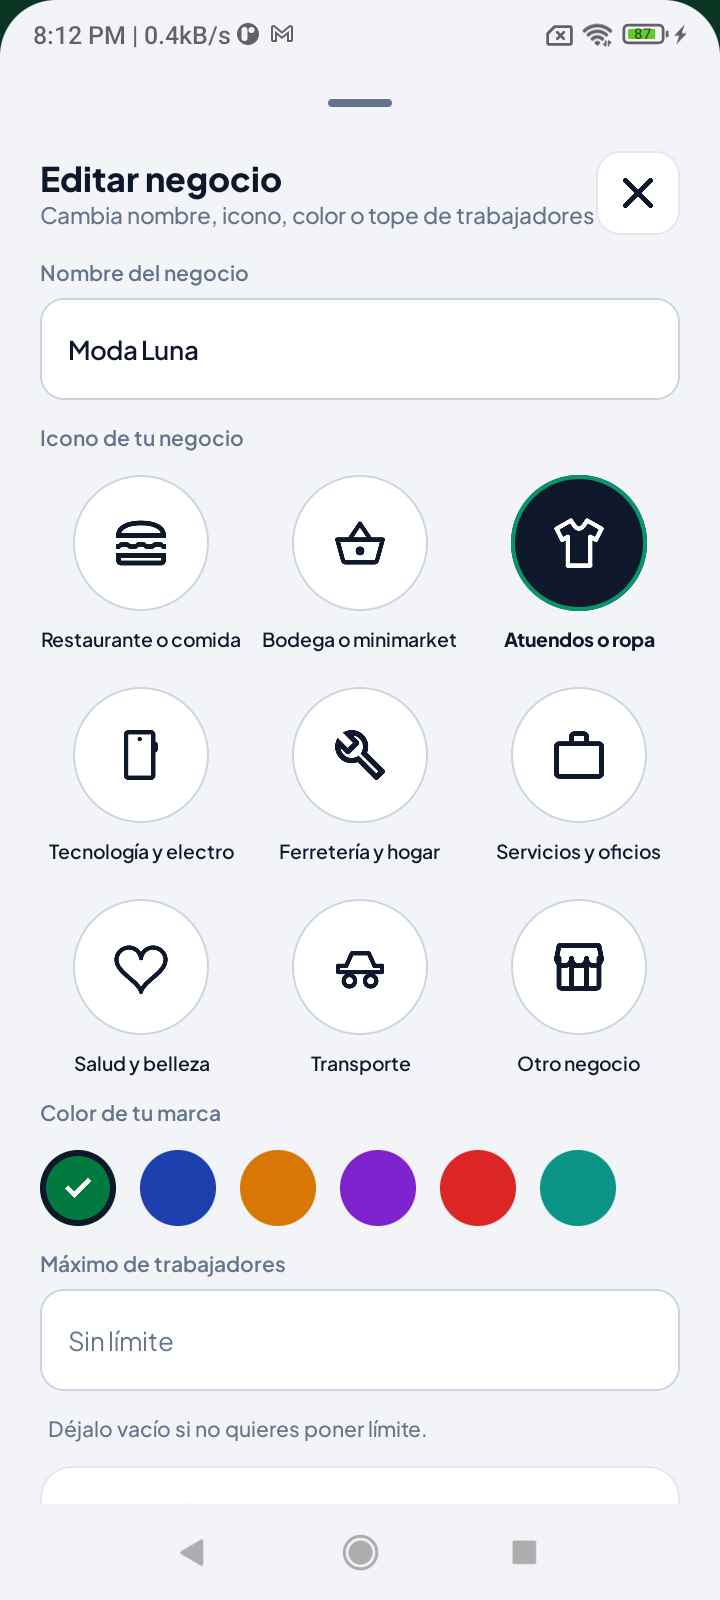 8:12 PM | 0.4kB/s
87
Editar negocio
Cambia nombre, icono, color o tope de trabajadores
Nombre del negocio
Moda Luna
Icono de tu negocio
Restaurante o comida
Bodega o minimarket
Atuendos o ropa
Tecnología y electro
Ferretería y hogar
Servicios y oficios
Salud y belleza
Transporte
Otro negocio
Color de tu marca
Máximo de trabajadores
Sin límite
Déjalo vacío si no quieres poner límite.